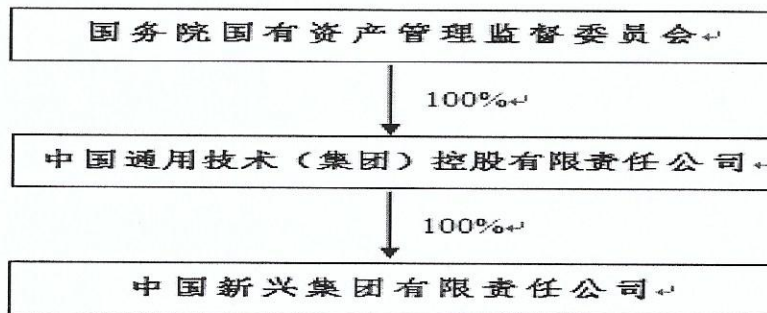 国务院国有资产管理监督委员会↵
100%↵
中国通用技术（集团）控股有限责任公司↵
100%↵
中国新兴集团有限责任公司↵